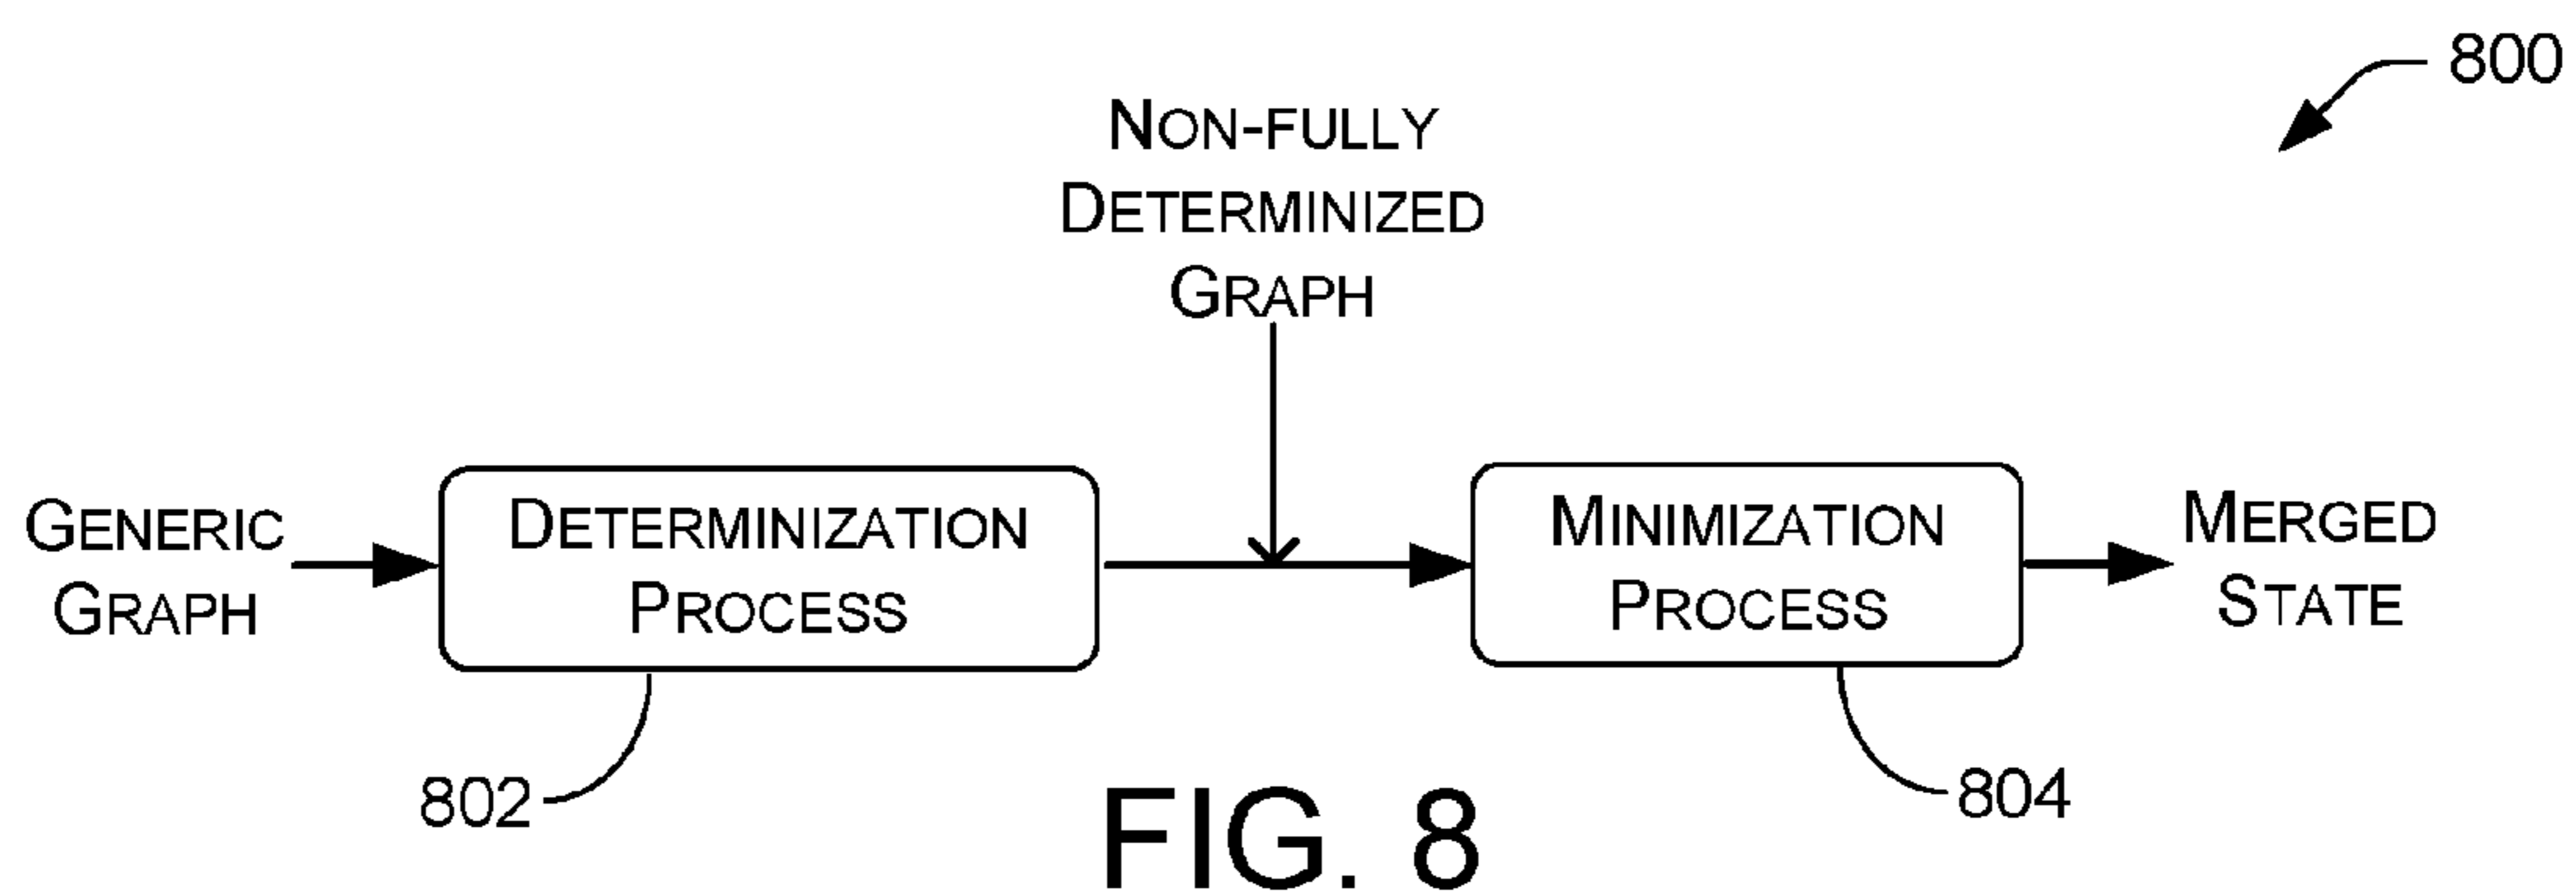 800
NON-FULLY
DETERMINIZED
GRAPH
GENERIC
GRAPH
DETERMINIZATION
PROCESS
MINIMIZATION
PROCESS
MERGED
STATE
802
804
FIG. 8